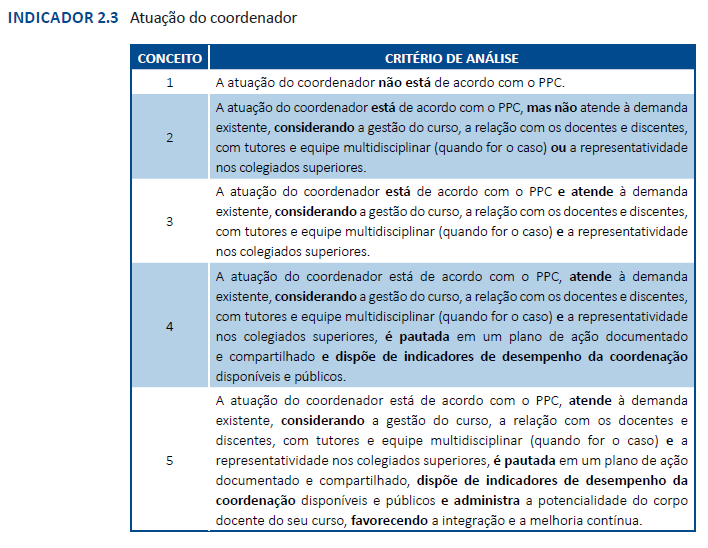 INDICADOR 2.3 Atuação do coordenador
CONCEITO CRITÉRIO DE ANÁLISE
1 A atuação do coordenador não está de acordo com o PPC.
A atuação do coordenador está de acordo com o PPC, mas não atende à demanda
existente, considerando a gestão do curso, a relação com os docentes e discentes,
2
com tutores e equipe multidisciplinar (quando for o caso) ou a representatividade
nos colegiados superiores.
A atuação do coordenador está de acordo com o PPC e atende à demanda
existente, considerando a gestão do curso, a relação com os docentes e discentes,
3
com tutores e equipe multidisciplinar (quando for o caso) e a representatividade
nos colegiados superiores.
A atuação do coordenador está de acordo com o PPC, atende à demanda
existente, considerando a gestão do curso, a relação com os docentes e discentes,
com tutores e equipe multidisciplinar (quando for o caso) e a representatividade
4
nos colegiados superiores, é pautada em um plano de ação documentado
e compartilhado e dispõe de indicadores de desempenho da coordenação
disponíveis e públicos.
A atuação do coordenador está de acordo com o PPC, atende à demanda
existente, considerando a gestão do curso, a relação com os docentes e
discentes, com tutores e equipe multidisciplinar (quando for o caso) e a
5 representatividade nos colegiados superiores, é pautada em um plano de ação
documentado e compartilhado, dispõe de indicadores de desempenho da
coordenação disponíveis e públicos e administra a potencialidade do corpo
docente do seu curso, favorecendo a integração e a melhoria contínua.